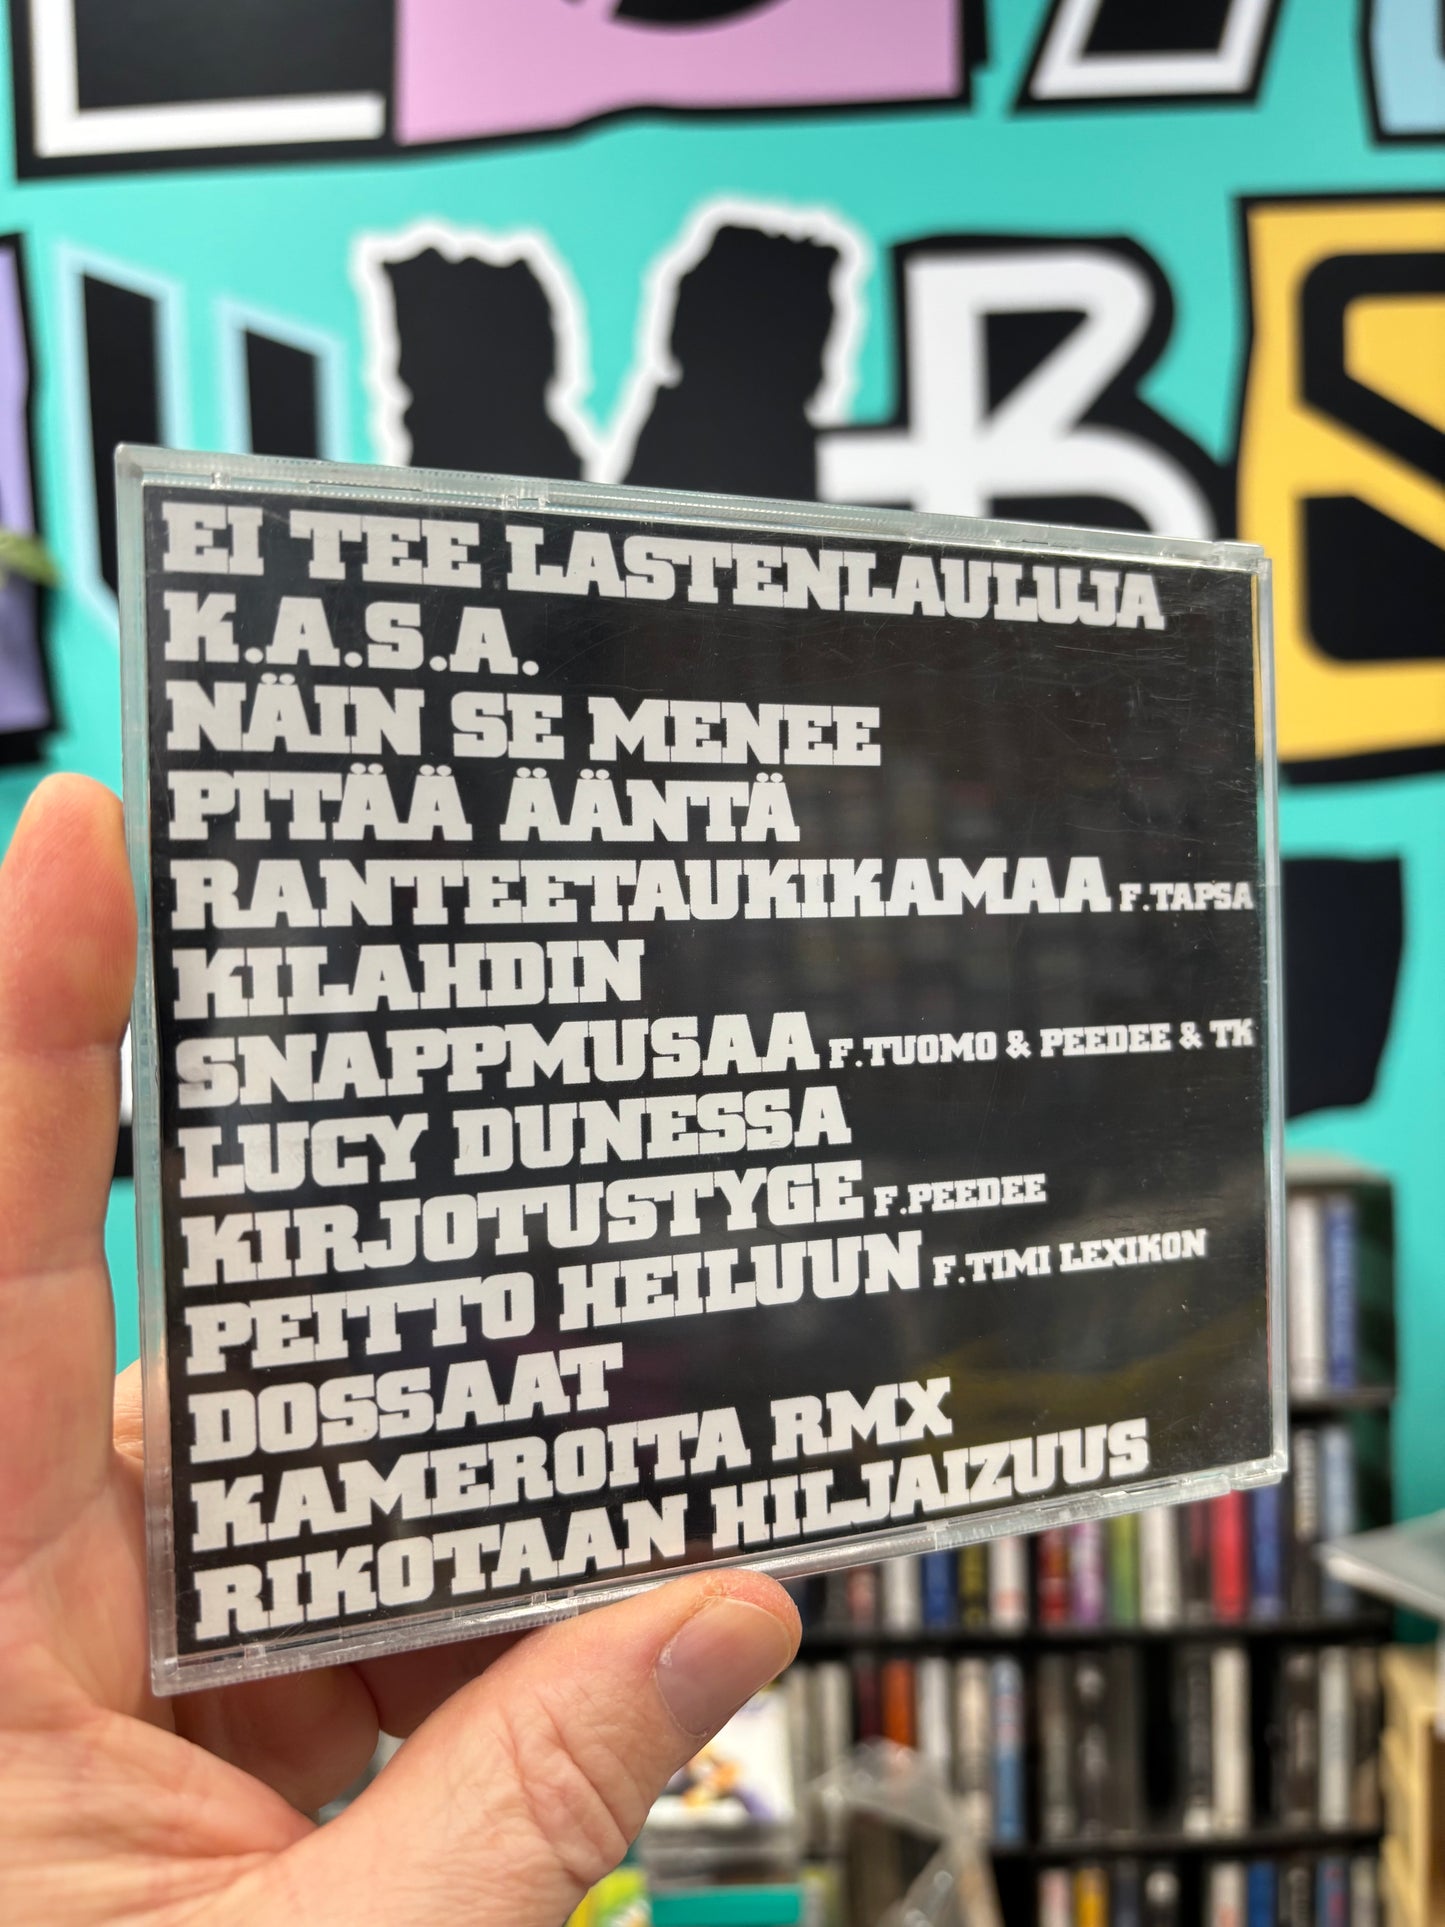 EI TEE LASTENLAULUJA
K.A.S.A.
NÄIN SE MENEE
PITÄÄ ÄÄNTÄ
RANTEETAUKIKAMAA F.TAPSA
KILAHDIN
SNAPPMUSAA F.TUOMO & PEEDEE & TK
LUCY DUNESSA
KIRJOTUSTYGE F.PEEDEE
PEITTO HEILUUN F.TIMI LEXIKON
DOSSAAT
KAMEROITA RMX
RIKOTAAN HILJAIZUUS